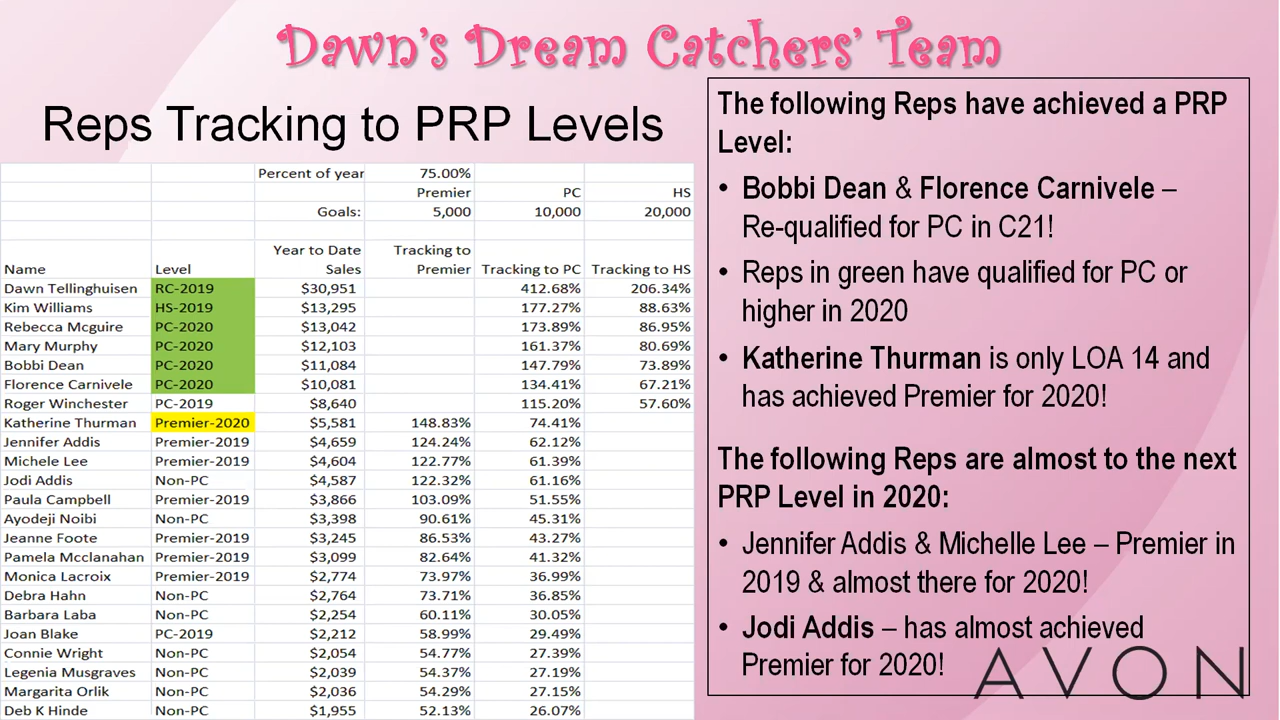 Dawn's Dream Catchers' Team
Reps Tracking to PRP Levels
Percent of year 75.00%
Premier PC HS
Goals: 5,000 10,000 20,000
Year to Date Tracking to
Name Level Sales Premier Tracking to PC Tracking to HS
Dawn Tellinghuisen RC-2019 $30,951 412.68% 206.34%
Kim Williams HS-2019 $13,295 177.27% 88.63%
Rebecca Mcguire PC-2020 $13,042 173.89% 86.95%
Mary Murphy PC-2020 $12,103 161.37% 80.69%
Bobbi Dean PC-2020 $11,084 147.79% 73.89%
Florence Carnivele PC-2020 $10,081 134.41% 67.21%
Roger Winchester PC-2019 $8,640 115.20% 57.60%
Katherine Thurman Premier-2020 $5,581 148.83% 74.41%
Jennifer Addis Premier-2019 $4,659 124.24% 62.12%
Michele Lee Premier-2019 $4,604 122.77% 61.39%
Jodi Addis Non-PC $4,587 122.32% 61.16%
Paula Campbell Premier-2019 $3,866 103.09% 51.55%
Ayodeji Noibi Non-PC $3,398 90.61% 45.31%
Jeanne Foote Premier-2019 $3,245 86.53% 43.27%
Pamela Mcclanahan Premier-2019 $3,099 82.64% 41.32%
Monica Lacroix Premier-2019 $2,774 73.97% 36.99%
Debra Hahn Non-PC $2,764 73.71% 36.85%
Barbara Laba Non-PC $2,254 60.11% 30.05%
Joan Blake PC-2019 $2,212 58.99% 29.49%
Connie Wright Non-PC $2,054 54.77% 27.39%
Legenia Musgraves Non-PC $2,039 54.37% 27.19%
Margarita Orlik Non-PC $2,036 54.29% 27.15%
Deb K Hinde Non-PC $1,955 52.13% 26.07%
The following Reps have achieved a PRP
Level:
• Bobbi Dean & Florence Carnivele –
Re-qualified for PC in C21!
• Reps in green have qualified for PC or
higher in 2020
• Katherine Thurman is only LOA 14 and
has achieved Premier for 2020!
The following Reps are almost to the next
PRP Level in 2020:
• Jennifer Addis & Michelle Lee – Premier in
2019 & almost there for 2020!
• Jodi Addis – has almost achieved
Premier for 2020!
AVON